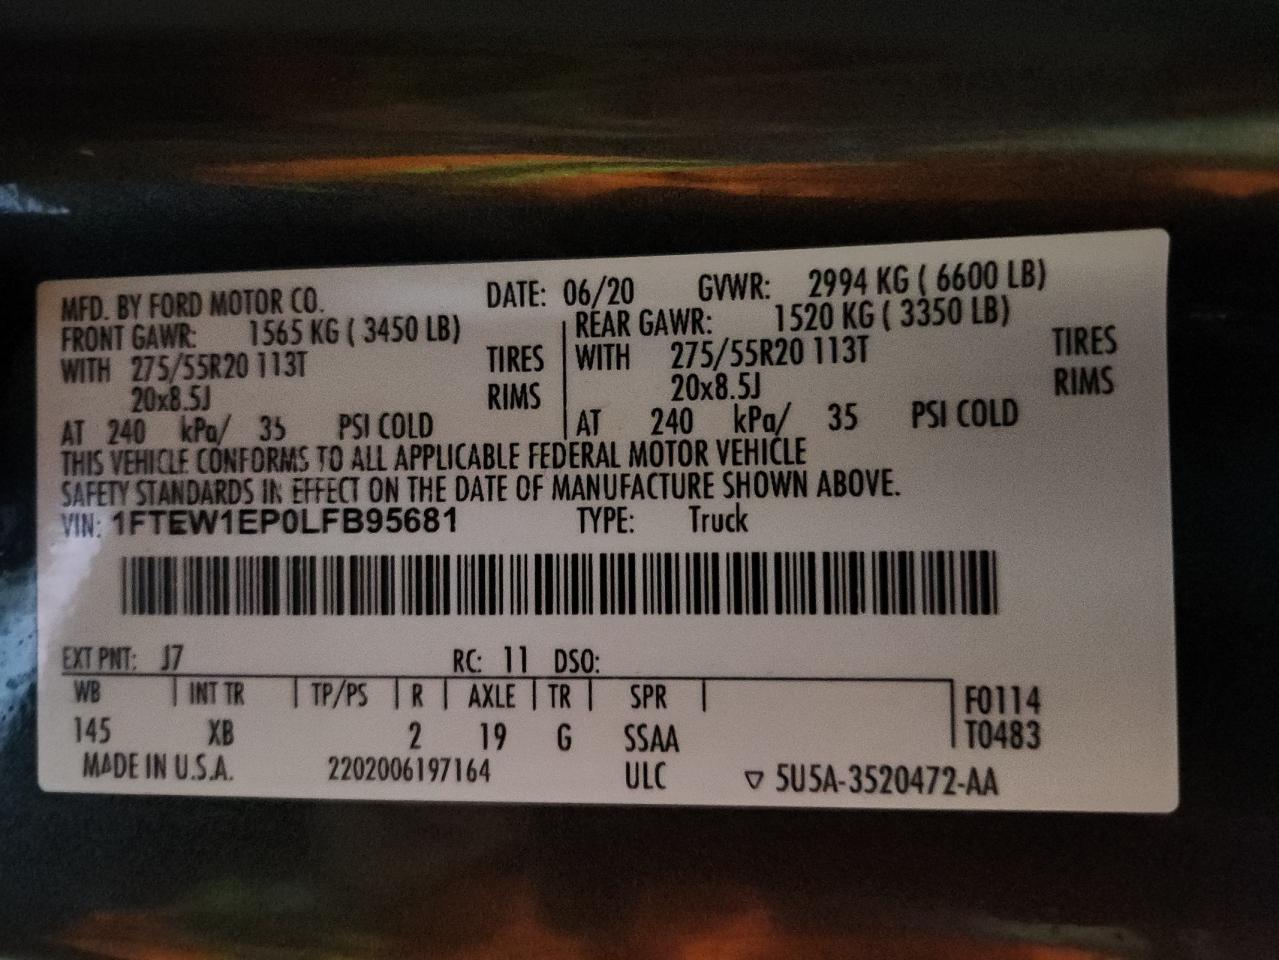 MFD. BY FORD MOTOR CO. DATE: 06/20 GVWR: 2994 KG ( 6600 LB)
FRONT GAWR: 1565 KG ( 3450 LB) REAR GAWR: 1520 KG ( 3350 LB)
WITH 275/55R20 113T TIRES WITH 275/55R20 113T TIRES
20x8.5J RIMS 20x8.5J RIMS
AT 240 kPa/ 35 PSI COLD AT 240 kPa/ 35 PSI COLD
THIS VEHICLE CONFORMS TO ALL APPLICABLE FEDERAL MOTOR VEHICLE
SAFETY STANDARDS IN EFFECT ON THE DATE OF MANUFACTURE SHOWN ABOVE.
VIN: 1FTEW1EP0LFB95681 TYPE: Truck
EXT PNT: J7 RC: 11 DSO:
WB INT TR TP/PS R AXLE TR SPR F0114
145 XB 2 19 G SSAA T0483
MADE IN U.S.A. 2202006197164 ULC ▽ 5U5A-3520472-AA